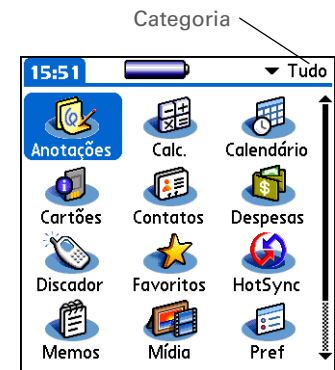 Categoria
15:51 Tudo
Anotações Calc. Calendário
Cartões Contatos Despesas
Discador Favoritos HotSync
Memos Mídia Pref